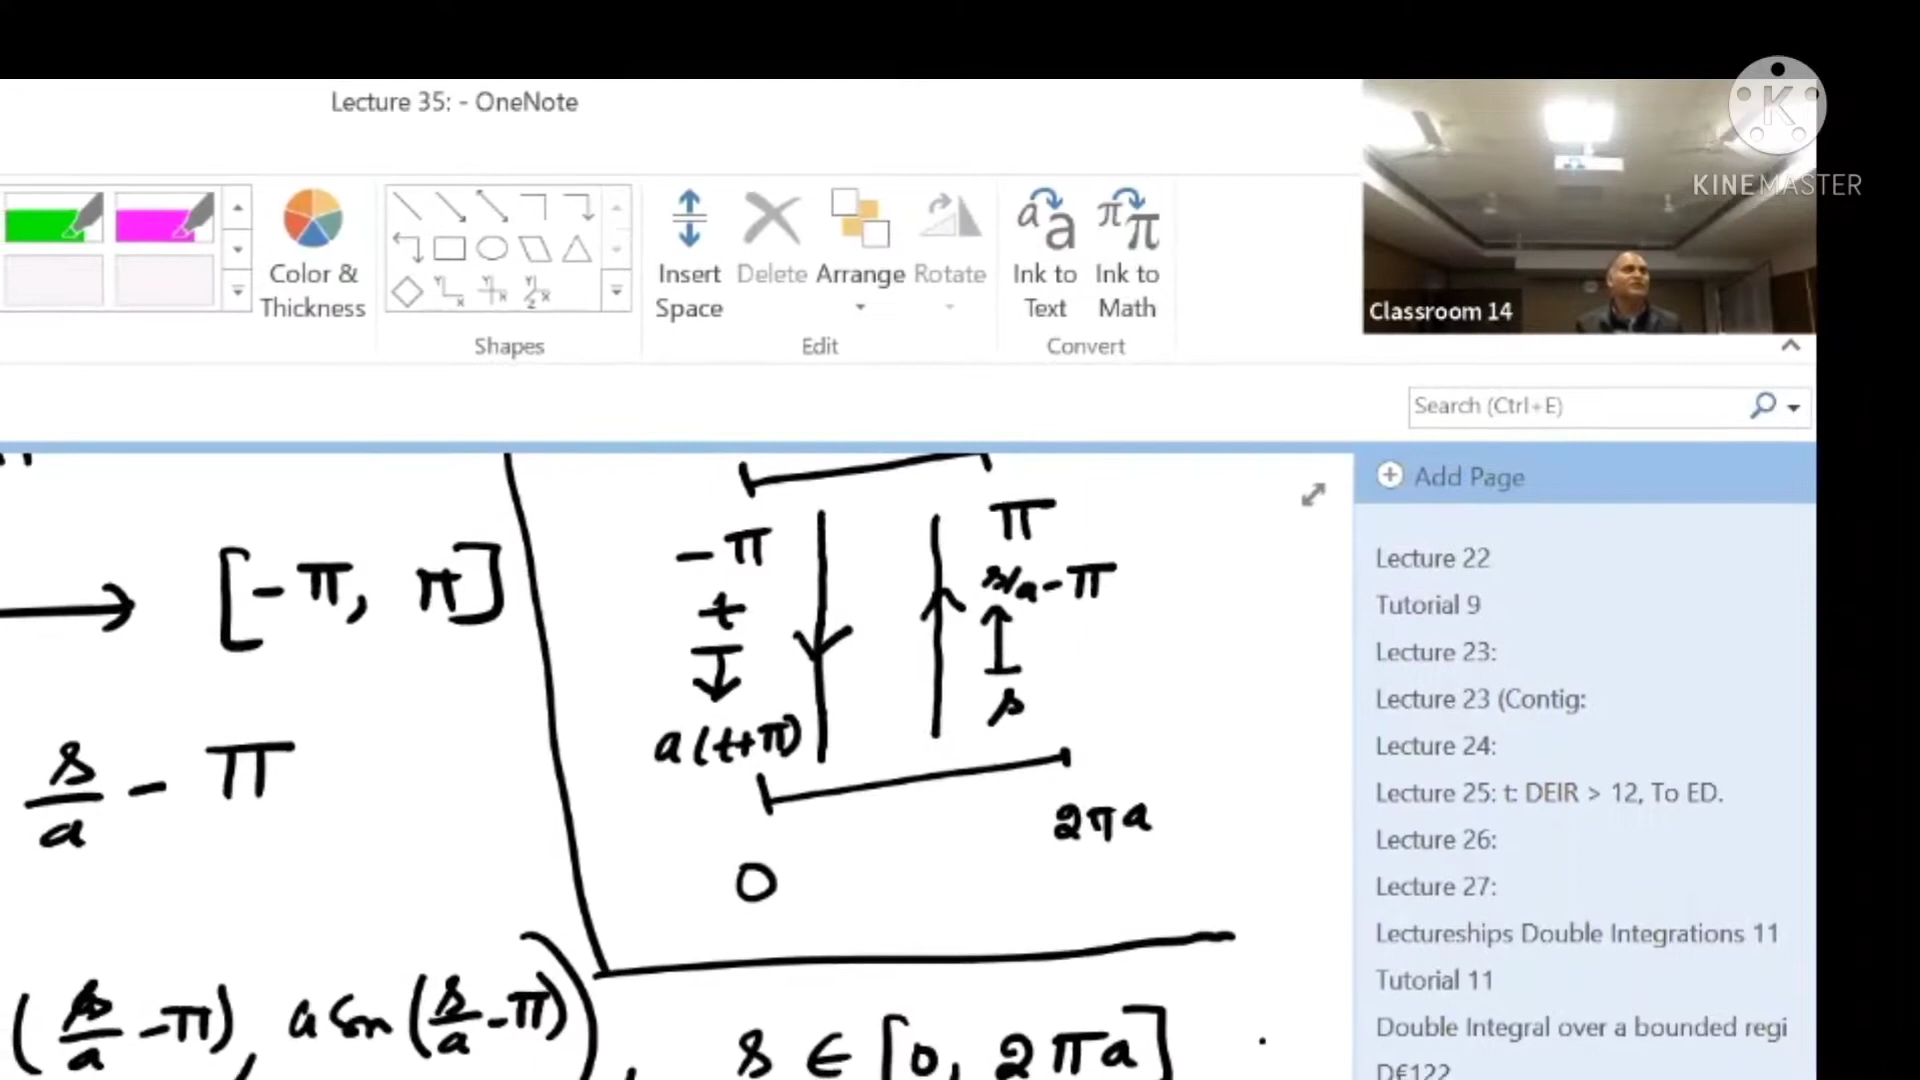 Lecture 35: - OneNote
K
KINEMASTER
Color &
Thickness
Shapes
Insert
Space
Delete
Arrange
Rotate
Edit
Ink to
Text
Ink to
Math
Convert
Classroom 14
Search (Ctrl+E)
Add Page
Lecture 22
Tutorial 9
Lecture 23:
Lecture 23 (Contig:
Lecture 24:
Lecture 25: t: DEIR > 12, To ED.
Lecture 26:
Lecture 27:
Lectureships Double Integrations 11
Tutorial 11
Double Integral over a bounded regi
D€122
→ [-π, π]
s/a - π
(s/a - π), a sin (s/a - π)), s ∈ [0, 2πa]
-π
t
↓
a(t+π)
π
s/a - π
↑
s
0
2πa